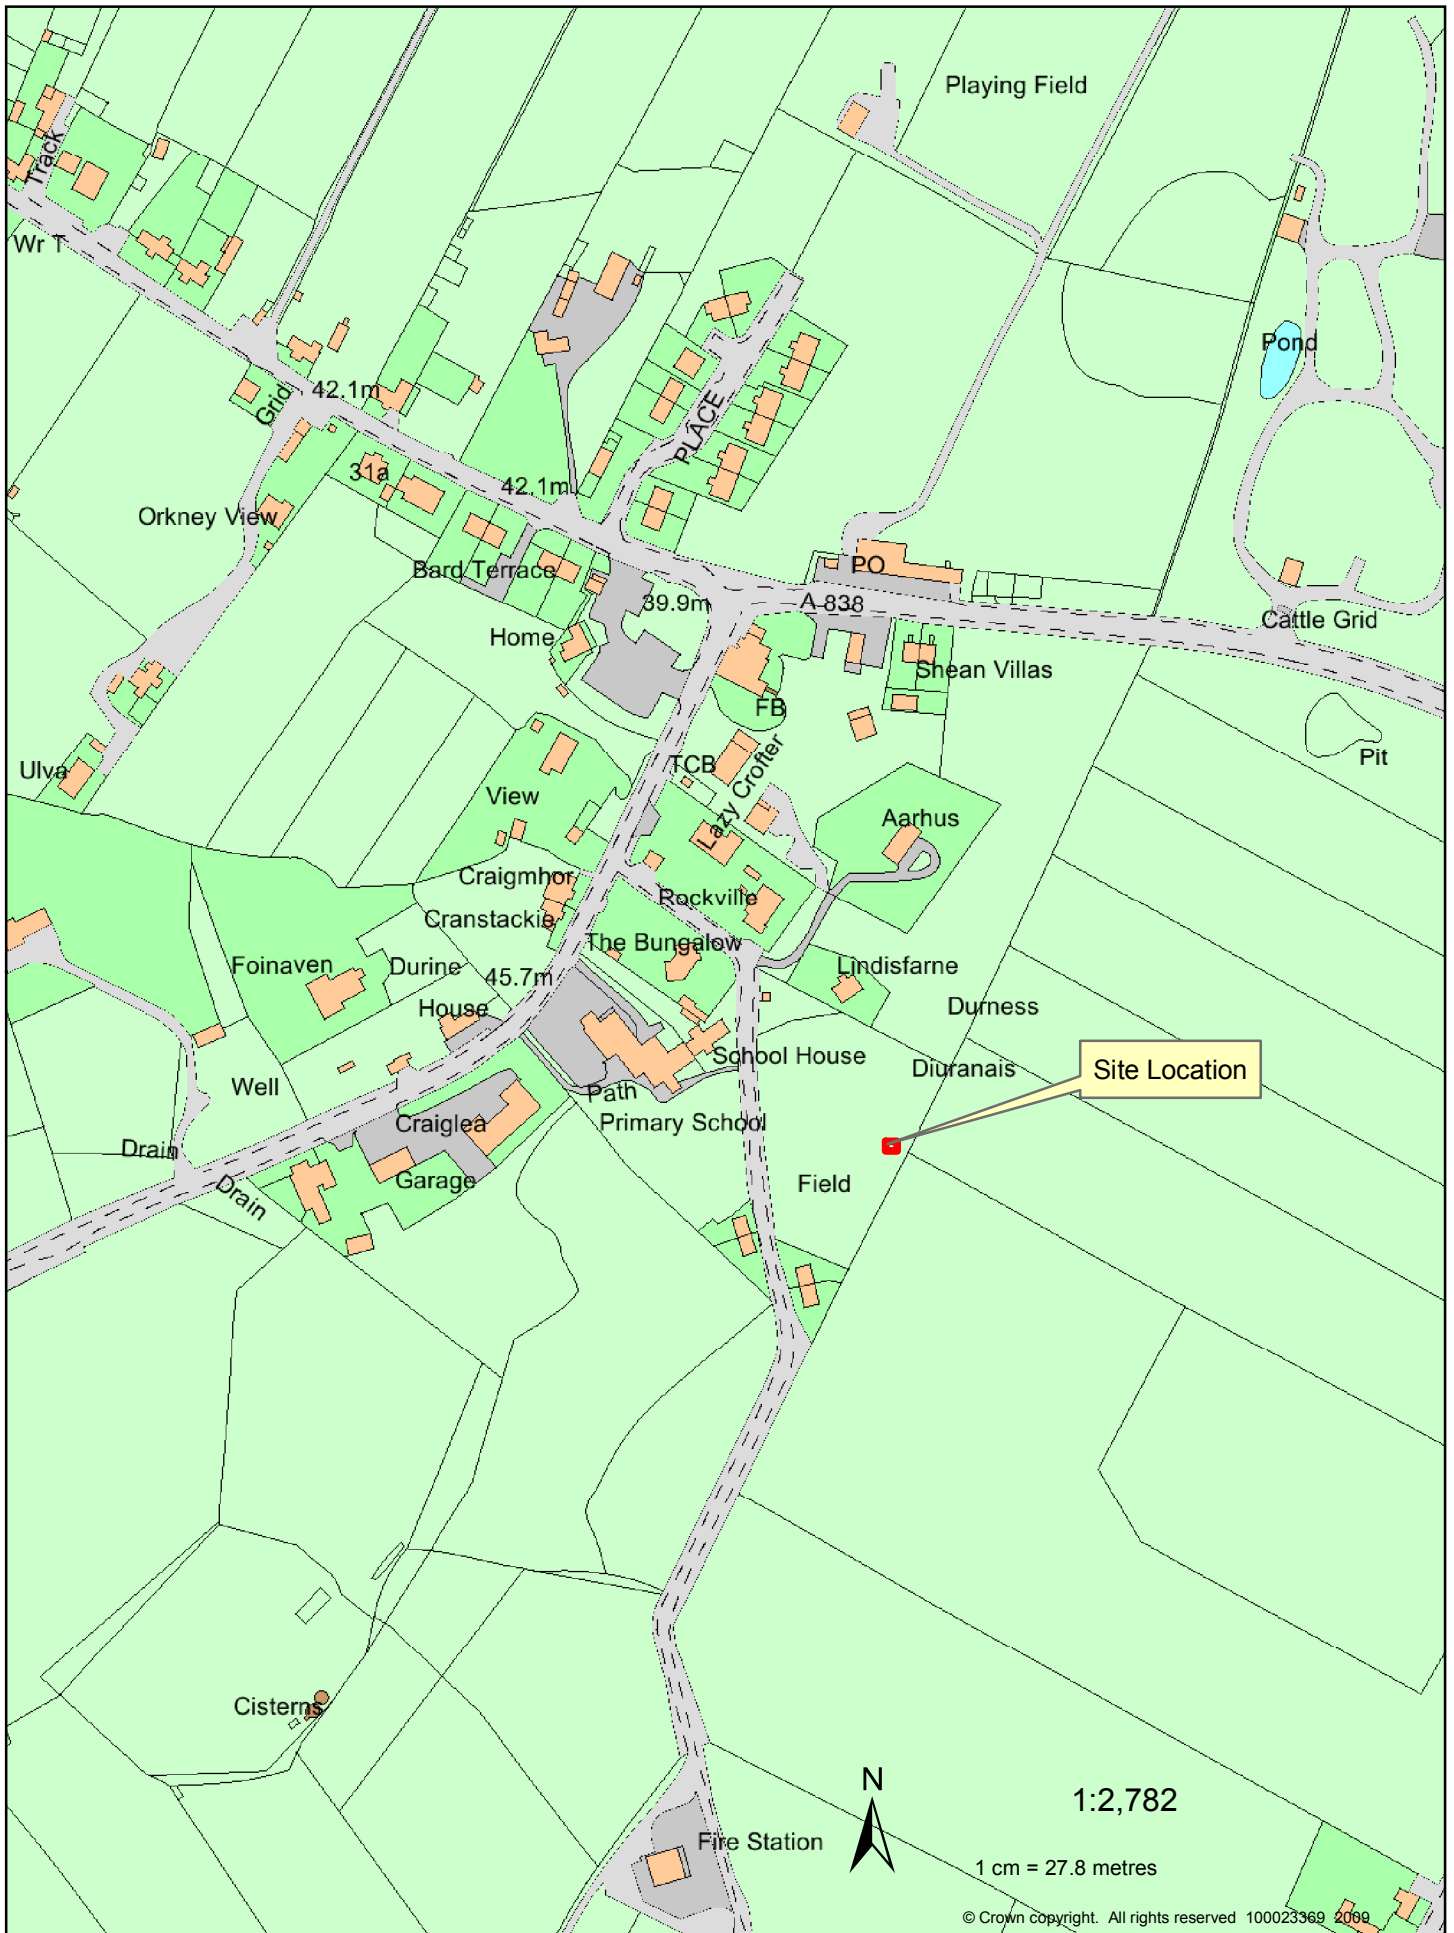 Playing Field
Track
Wr T
Pond
42.1m
Grid
PLACE
31a
42.1m
Orkney View
PO
Bard Terrace
39.9m
A 838
Cattle Grid
Home
Shean Villas
FB
Pit
TCB
Ulva
View
Lazy Crofter
Aarhus
Craigmhor
Rockville
Cranstackie
The Bungalow
Foinaven
Durine
45.7m
Lindisfarne
House
Durness
School House
Diuranais
Site Location
Well
Path
Craiglea
Primary School
Drain
Garage
Drain
Field
Cisterns
N
1:2,782
Fire Station
1 cm = 27.8 metres
© Crown copyright. All rights reserved 100023369 2009